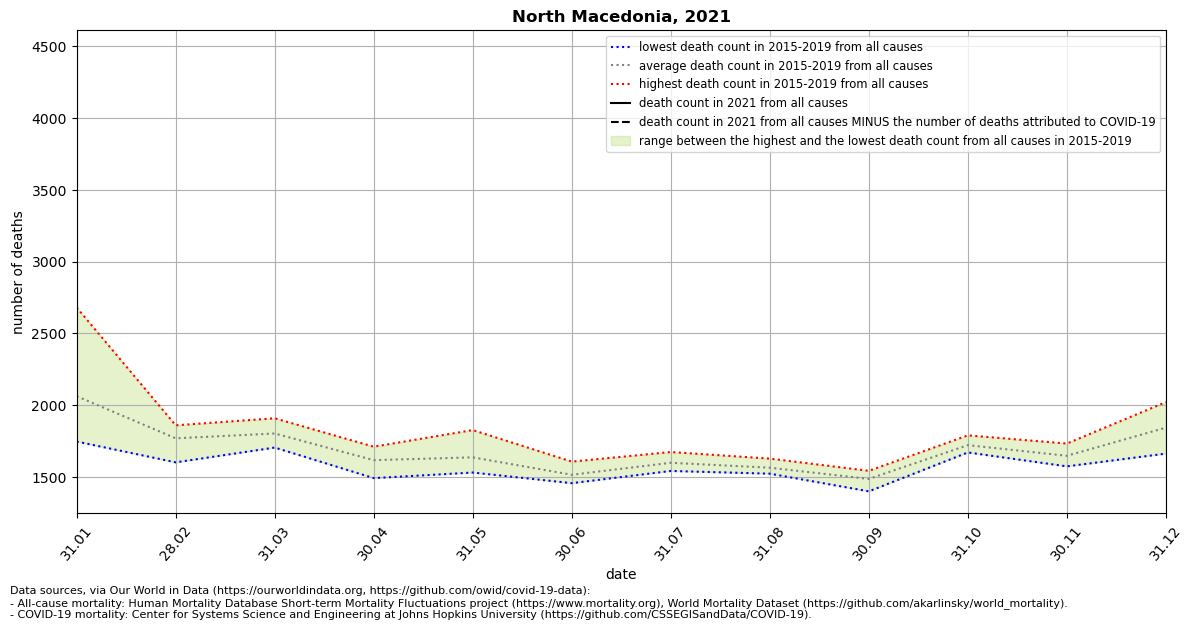 North Macedonia, 2021
lowest death count in 2015-2019 from all causes
average death count in 2015-2019 from all causes
highest death count in 2015-2019 from all causes
death count in 2021 from all causes
death count in 2021 from all causes MINUS the number of deaths attributed to COVID-19
range between the highest and the lowest death count from all causes in 2015-2019
number of deaths
4500
4000
3500
3000
2500
2000
1500
31.01
28.02
31.03
30.04
31.05
30.06
31.07
31.08
30.09
31.10
30.11
31.12
date
Data sources, via Our World in Data (https://ourworldindata.org, https://github.com/owid/covid-19-data):
- All-cause mortality: Human Mortality Database Short-term Mortality Fluctuations project (https://www.mortality.org), World Mortality Dataset (https://github.com/akarlinsky/world_mortality).
- COVID-19 mortality: Center for Systems Science and Engineering at Johns Hopkins University (https://github.com/CSSEGISandData/COVID-19).